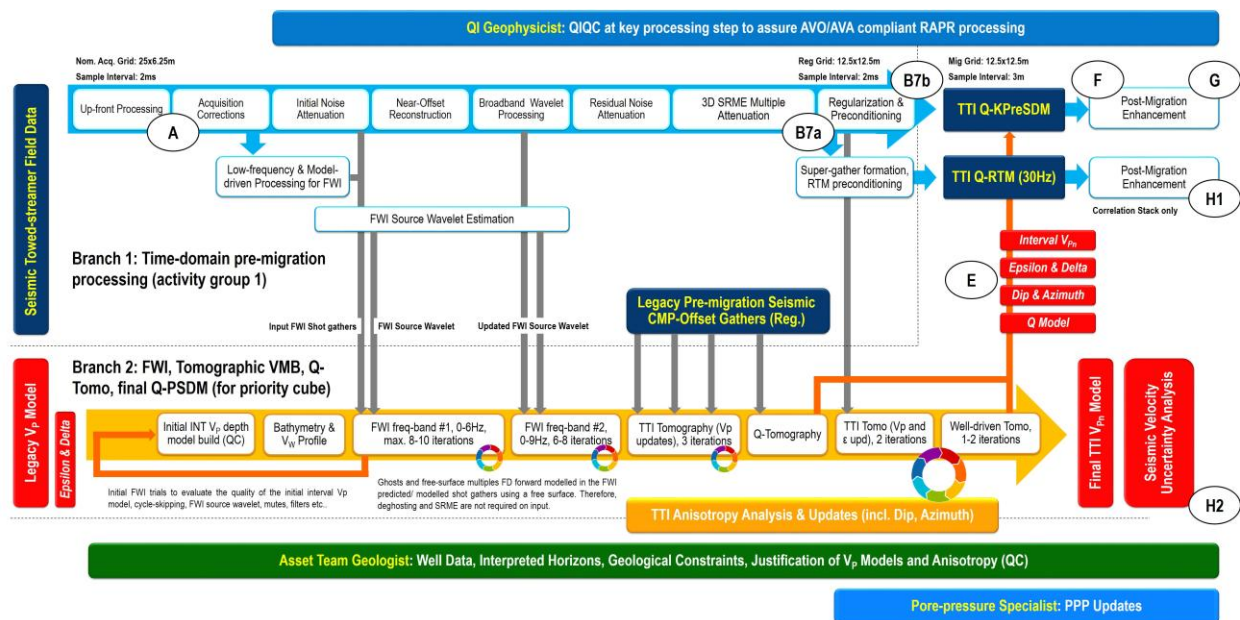 QI Geophysicist: QIQC at key processing step to assure AVO/AVA compliant RAPR processing
Nom. Acq. Grid: 25x6.25m
Sample Interval: 2ms
Reg Grid: 12.5x12.5m
Sample Interval: 2ms
B7b
Mig Grid: 12.5x12.5m
Sample Interval: 3m
F
G
Seismic Towed-streamer Field Data
Up-front Processing
A
Acquisition
Corrections
Initial Noise
Attenuation
Near-Offset
Reconstruction
Broadband Wavelet
Processing
Residual Noise
Attenuation
3D SRME Multiple
Attenuation
B7a
Regularization &
Preconditioning
TTI Q-KPreSDM
Post-Migration
Enhancement
Low-frequency & Model-
driven Processing for FWI
Super-gather formation,
RTM preconditioning
TTI Q-RTM (30Hz)
Post-Migration
Enhancement
H1
Correlation Stack only
FWI Source Wavelet Estimation
Branch 1: Time-domain pre-migration
processing (activity group 1)
E
Interval VPn
Epsilon & Delta
Dip & Azimuth
Q Model
Legacy Pre-migration Seismic
CMP-Offset Gathers (Reg.)
Input FWI Shot gathers
FWI Source Wavelet
Updated FWI Source Wavelet
Branch 2: FWI, Tomographic VMB, Q-
Tomo, final Q-PSDM (for priority cube)
Legacy VP Model
Epsilon & Delta
Initial INT VP depth
model build (QC)
Bathymetry &
VW Profile
FWI freq-band #1, 0-6Hz,
max. 8-10 iterations
FWI freq-band #2,
0-9Hz, 6-8 iterations
TTI Tomography (Vp
updates), 3 iterations
Q-Tomography
TTI Tomo (Vp and
ε upd), 2 iterations
Well-driven Tomo,
1-2 iterations
Final TTI VPn Model
Seismic Velocity
Uncertainty Analysis
H2
Initial FWI trials to evaluate the quality of the initial interval Vp
model, cycle-skipping, FWI source wavelet, mutes, filters etc..
Ghosts and free-surface multiples FD forward modelled in the FWI
predicted/ modelled shot gathers using a free surface. Therefore,
deghosting and SRME are not required on input.
TTI Anisotropy Analysis & Updates (incl. Dip, Azimuth)
Asset Team Geologist: Well Data, Interpreted Horizons, Geological Constraints, Justification of VP Models and Anisotropy (QC)
Pore-pressure Specialist: PPP Updates